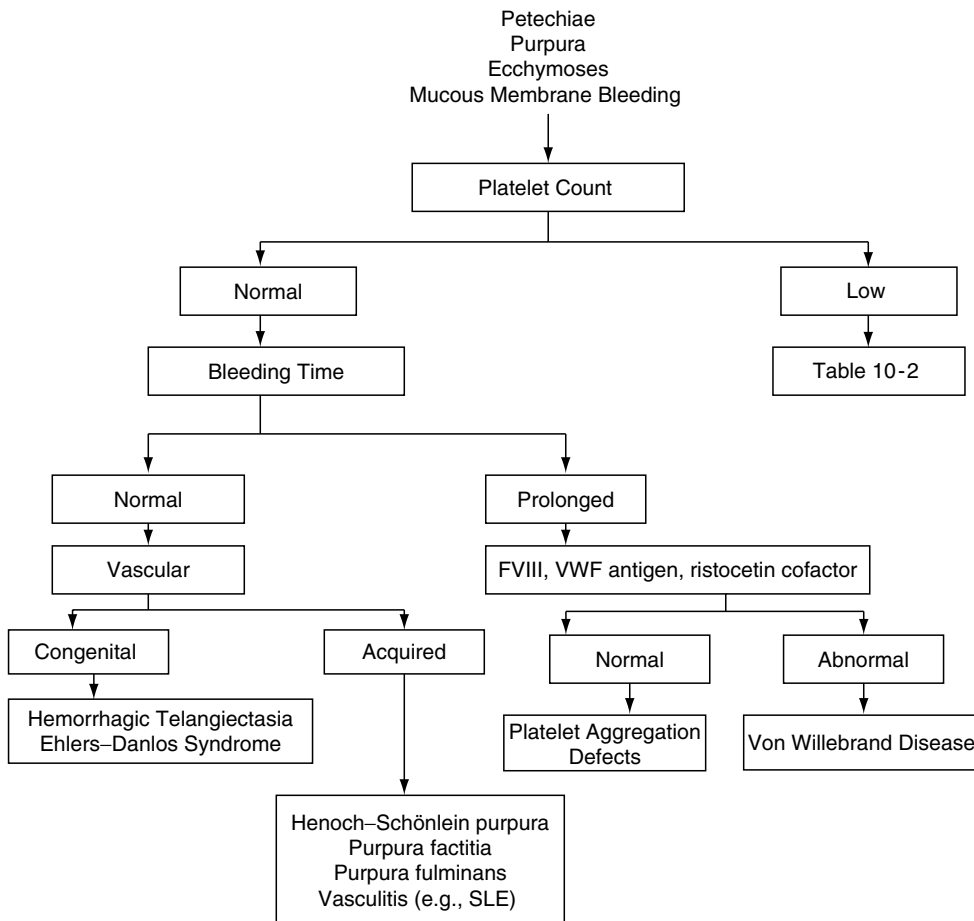 Petechiae
Purpura
Ecchymoses
Mucous Membrane Bleeding
Platelet Count
Normal
Low
Bleeding Time
Table 10-2
Normal
Prolonged
Vascular
FVIII, VWF antigen, ristocetin cofactor
Congenital
Acquired
Normal
Abnormal
Hemorrhagic Telangiectasia
Ehlers–Danlos Syndrome
Platelet Aggregation
Defects
Von Willebrand Disease
Henoch–Schönlein purpura
Purpura factitia
Purpura fulminans
Vasculitis (e.g., SLE)